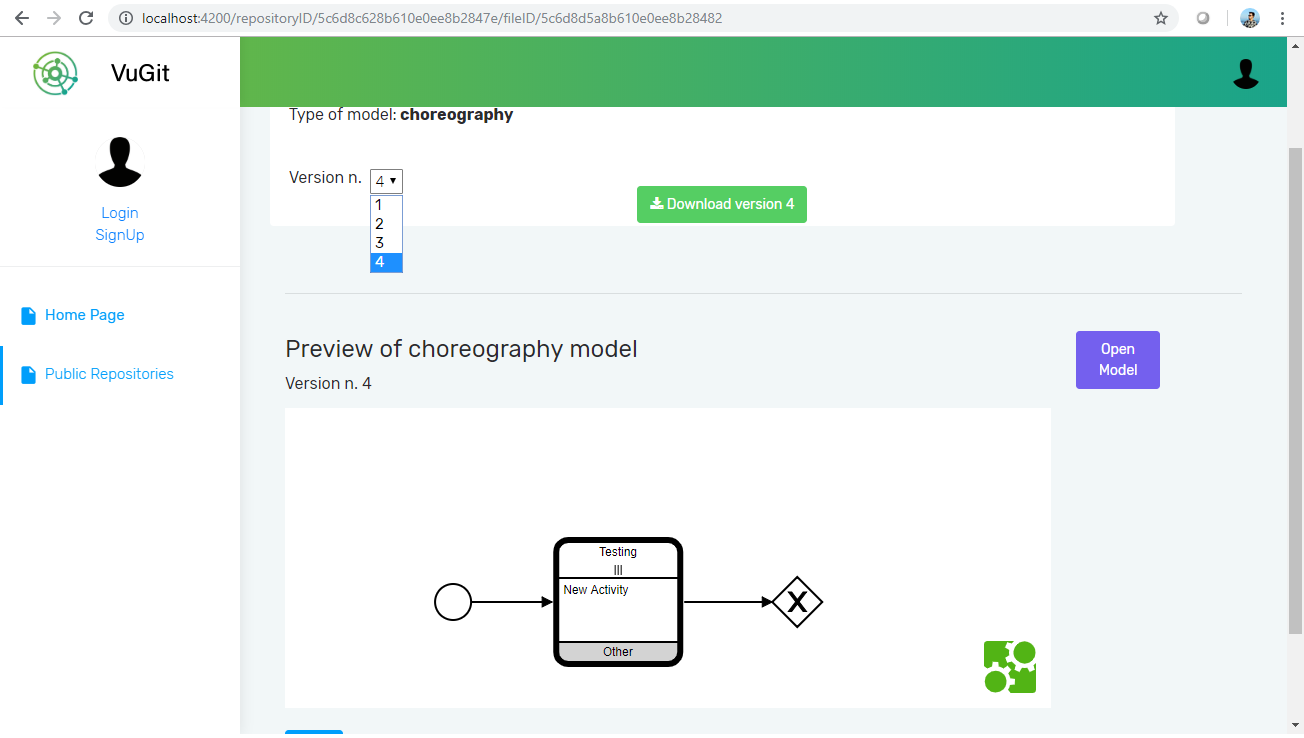 localhost:4200/repositoryID/5c6d8c628b610e0ee8b2847e/fileID/5c6d8d5a8b610e0ee8b28482
VuGit
Login
SignUp
Home Page
Public Repositories
Type of model: choreography
Version n. 4
1
2
3
4
Download version 4
Preview of choreography model
Version n. 4
Open
Model
Testing
New Activity
Other
X